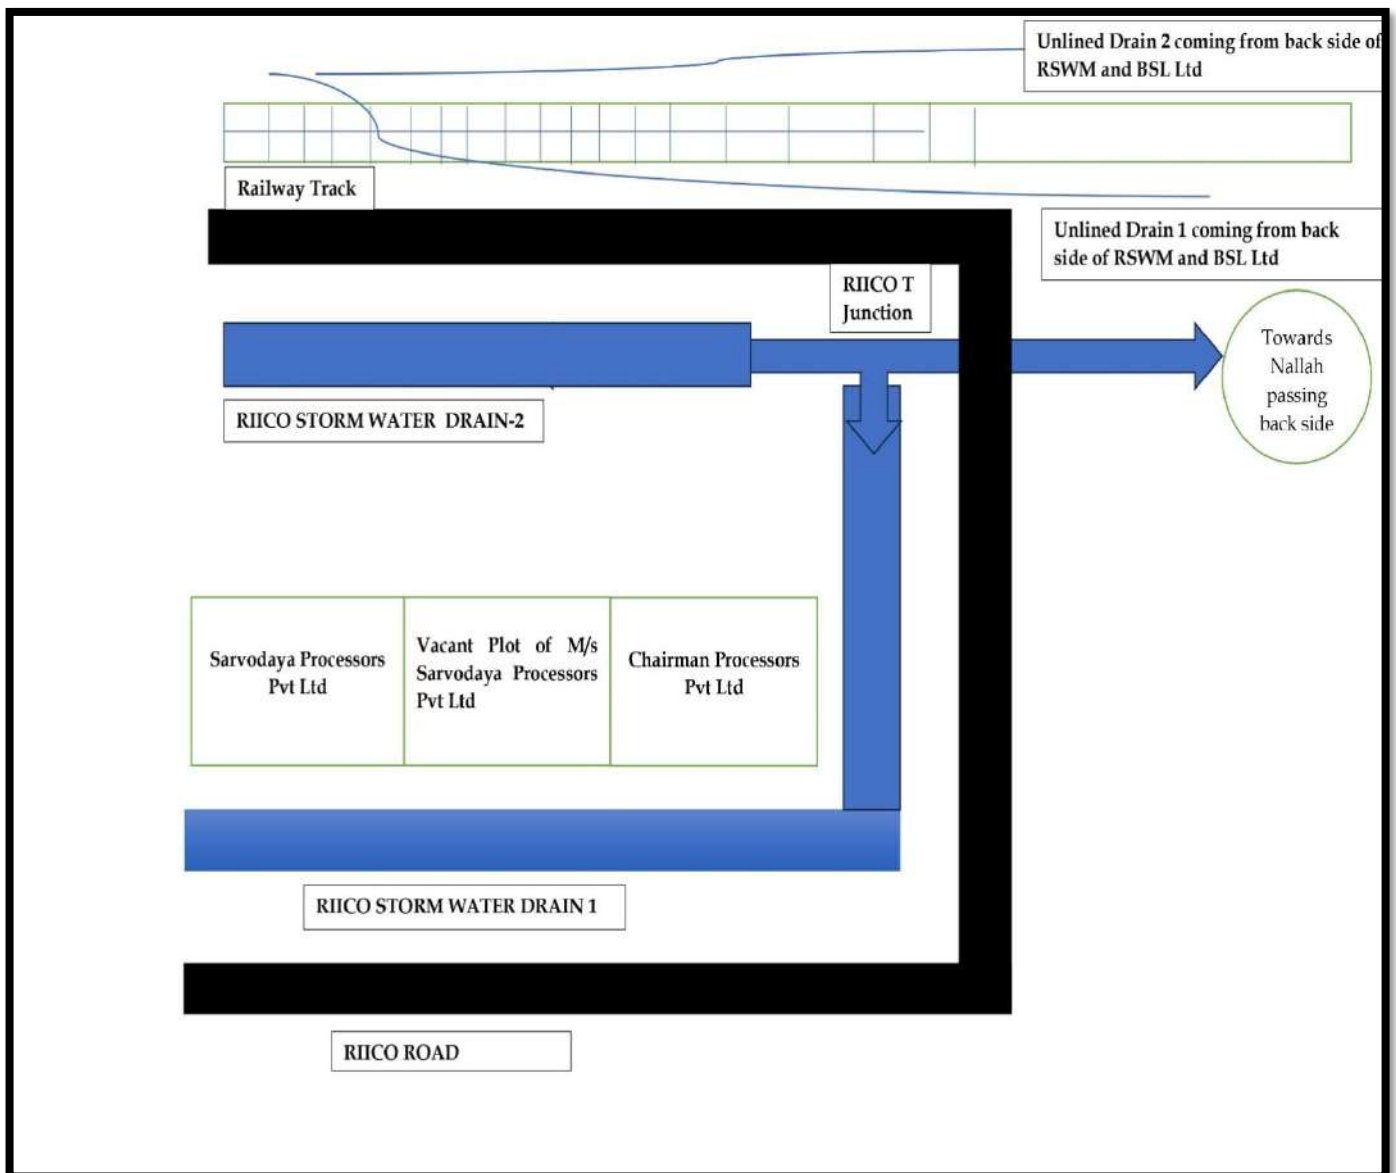 Unlined Drain 2 coming from back side of
RSWM and BSL Ltd
Railway Track
Unlined Drain 1 coming from back
side of RSWM and BSL Ltd
RIICO T
Junction
Towards
Nallah
passing
back side
RIICO STORM WATER DRAIN-2
Sarvodaya Processors
Pvt Ltd
Vacant Plot of M/s
Sarvodaya Processors
Pvt Ltd
Chairman Processors
Pvt Ltd
RIICO STORM WATER DRAIN 1
RIICO ROAD